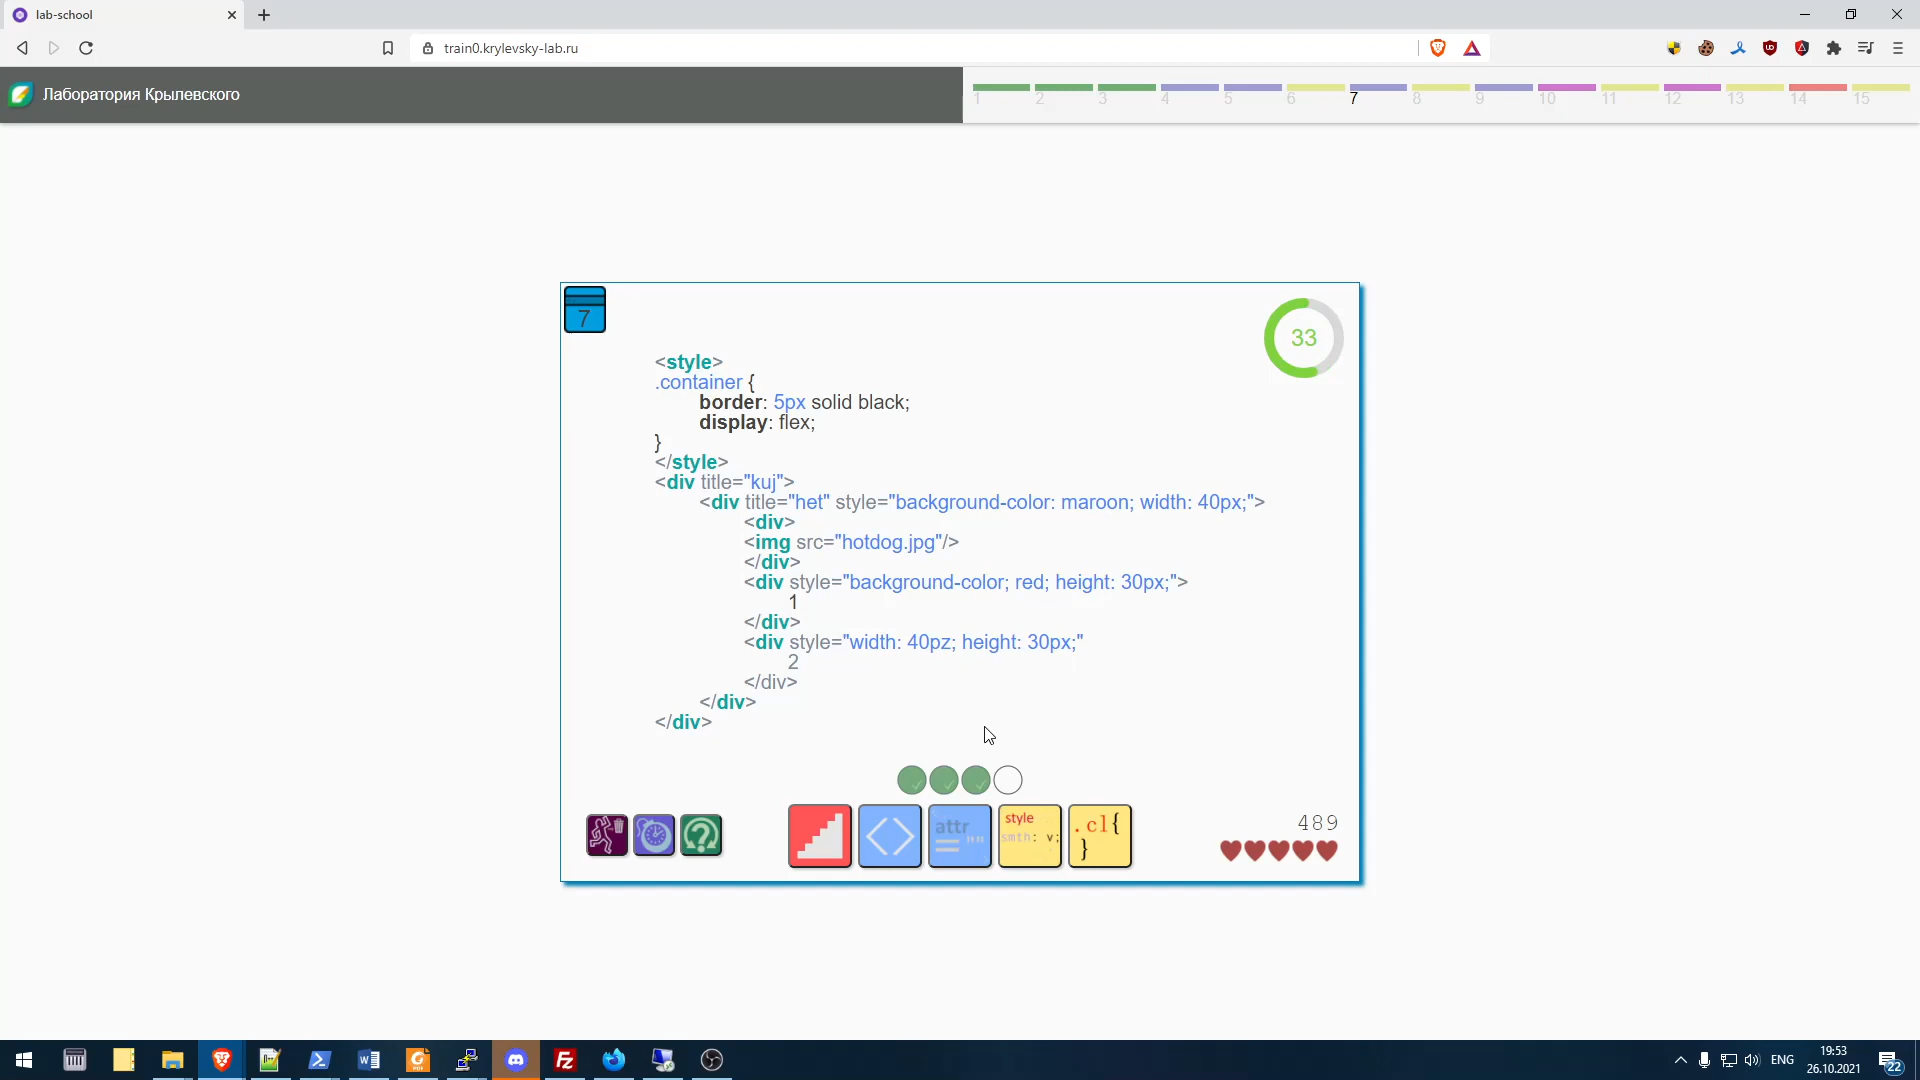 lab-school
train0.krylevsky-lab.ru
Лаборатория Крылевского
1 2 3 4 5 6 7 8 9 10 11 12 13 14 15
7
33
<style>
.container {
border: 5px solid black;
display: flex;
}
</style>
<div title="kuj">
<div title="het" style="background-color: maroon; width: 40px;">
<div>
<img src="hotdog.jpg"/>
</div>
<div style="background-color; red; height: 30px;">
1
</div>
<div style="width: 40pz; height: 30px;"
2
</div>
</div>
</div>
attr
=""
style
smth: v;
.cl{
}
489
ENG
19:53
26.10.2021
22